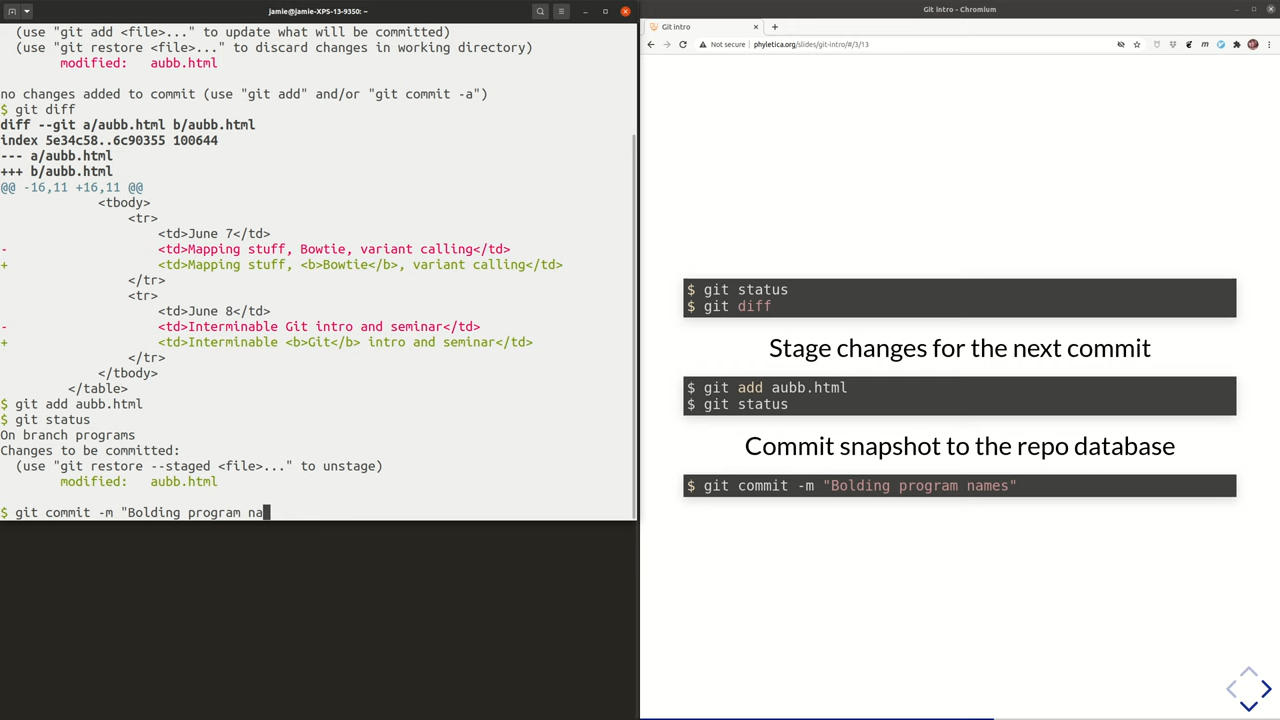 jamie@jamie-XPS-13-9350: ~
(use "git add <file>..." to update what will be committed)
(use "git restore <file>..." to discard changes in working directory)
modified:   aubb.html
no changes added to commit (use "git add" and/or "git commit -a")
$ git diff
diff --git a/aubb.html b/aubb.html
index 5e34c58..6c90355 100644
--- a/aubb.html
+++ b/aubb.html
@@ -16,11 +16,11 @@
<tbody>
<tr>
<td>June 7</td>
- <td>Mapping stuff, Bowtie, variant calling</td>
+ <td>Mapping stuff, <b>Bowtie</b>, variant calling</td>
</tr>
<tr>
<td>June 8</td>
- <td>Interminable Git intro and seminar</td>
+ <td>Interminable <b>Git</b> intro and seminar</td>
</tr>
</tbody>
</table>
$ git add aubb.html
$ git status
On branch programs
Changes to be committed:
(use "git restore --staged <file>..." to unstage)
modified:   aubb.html
$ git commit -m "Bolding program na
Git intro - Chromium
Git intro
Not secure
phyletica.org/slides/git-intro/#/3/13
$ git status
$ git diff
Stage changes for the next commit
$ git add aubb.html
$ git status
Commit snapshot to the repo database
$ git commit -m "Bolding program names"